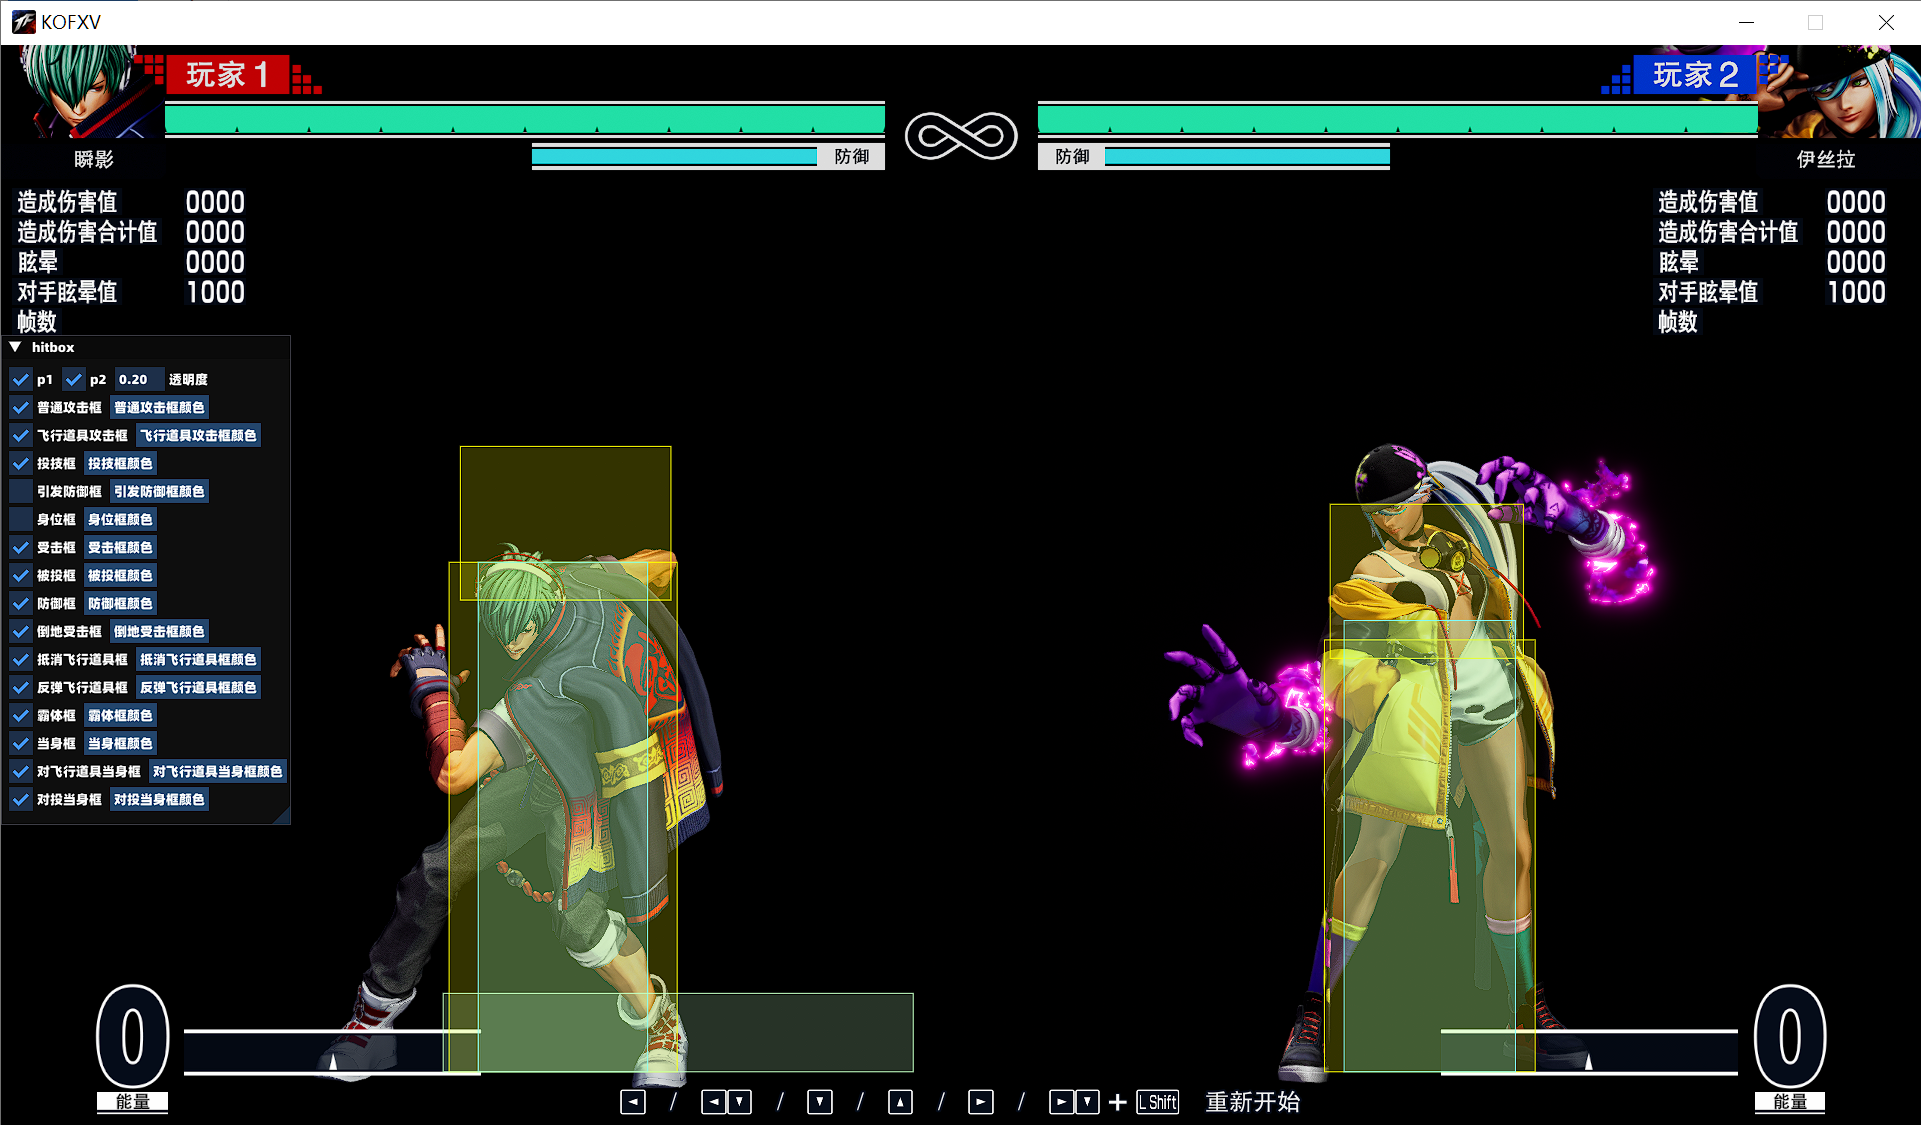 KOFXV
玩家1
玩家2
防御
防御
瞬影
伊丝拉
造成伤害值 0000
造成伤害合计值 0000
眩晕 0000
对手眩晕值 1000
帧数
造成伤害值 0000
造成伤害合计值 0000
眩晕 0000
对手眩晕值 1000
帧数
hitbox
p1 p2 0.20 透明度
普通攻击框 普通攻击框颜色
飞行道具攻击框 飞行道具攻击框颜色
投技框 投技框颜色
引发防御框 引发防御框颜色
身位框 身位框颜色
受击框 受击框颜色
被投框 被投框颜色
防御框 防御框颜色
倒地受击框 倒地受击框颜色
抵消飞行道具框 抵消飞行道具框颜色
反弹飞行道具框 反弹飞行道具框颜色
霸体框 霸体框颜色
当身框 当身框颜色
对飞行道具当身框 对飞行道具当身框颜色
对投当身框 对投当身框颜色
0
能量
0
能量
/ / / / / + L Shift 重新开始